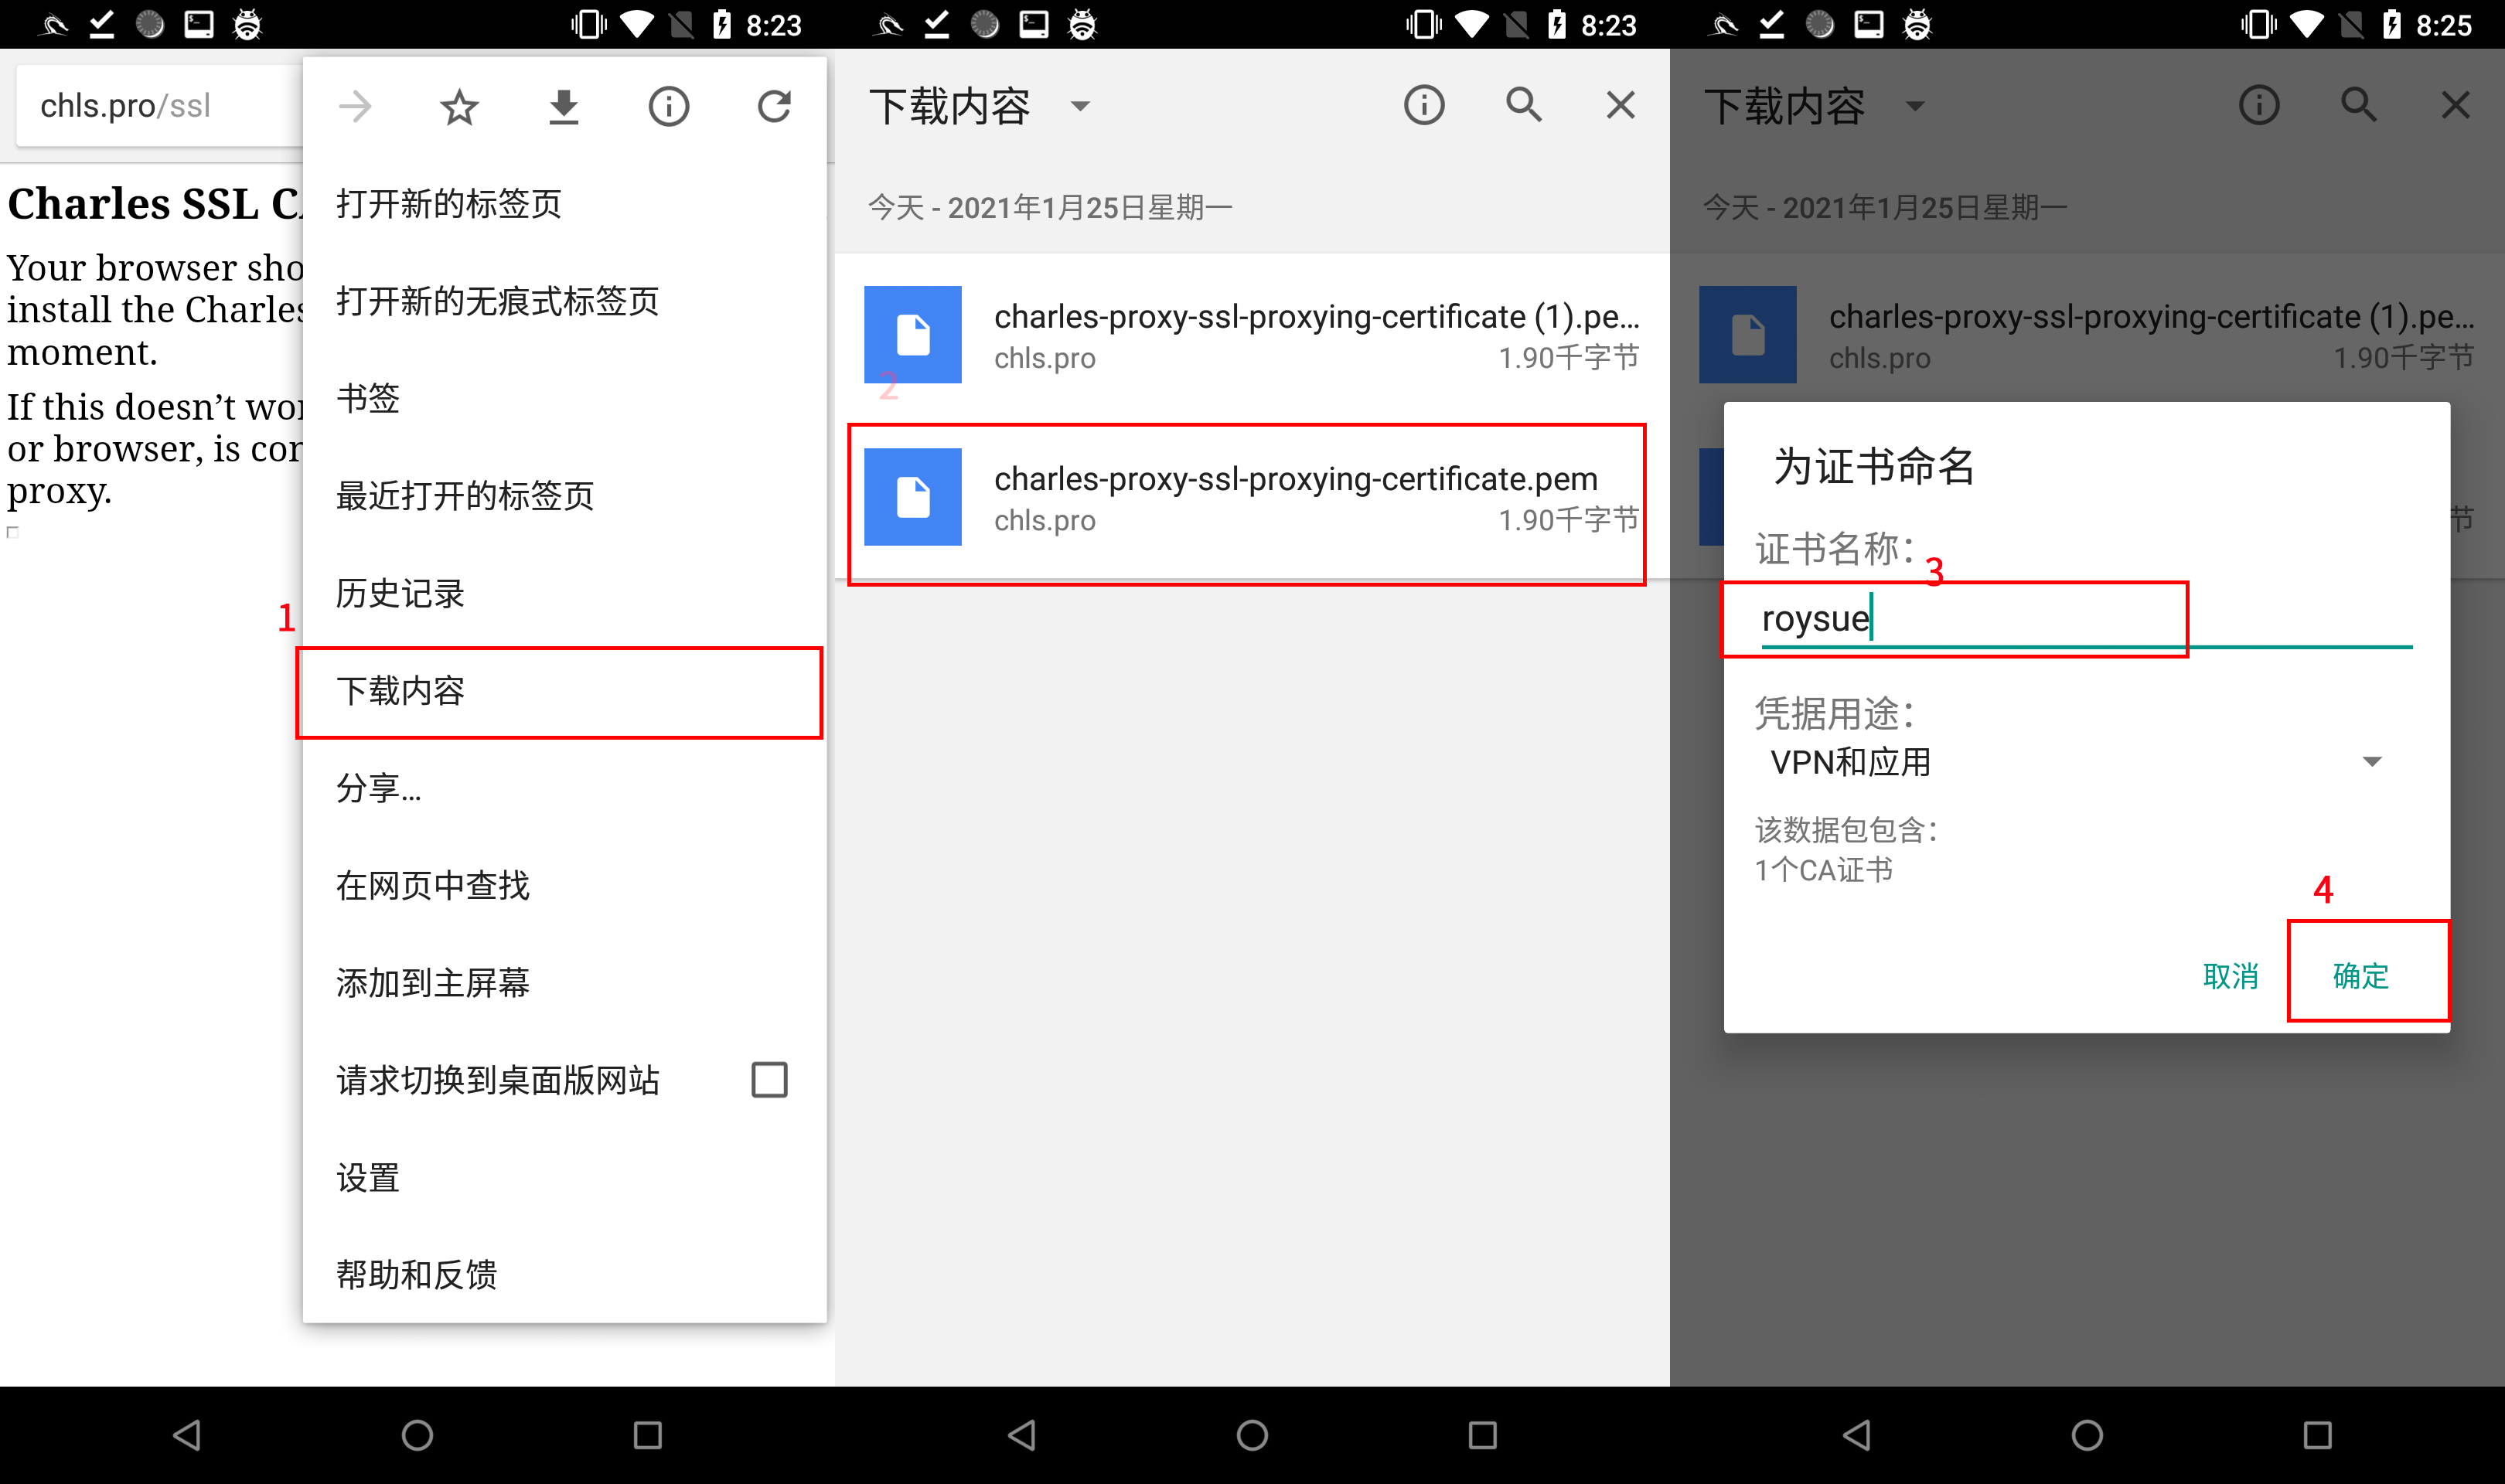 8:23
chls.pro/ssl
Charles SSL C
Your browser sho
install the Charles
moment.
If this doesn’t wor
or browser, is con
proxy.
打开新的标签页
打开新的无痕式标签页
书签
最近打开的标签页
历史记录
1
下载内容
分享...
在网页中查找
添加到主屏幕
请求切换到桌面版网站
设置
帮助和反馈
8:23
下载内容
今天 - 2021年1月25日星期一
charles-proxy-ssl-proxying-certificate (1).pe...
chls.pro 1.90千字节
2
charles-proxy-ssl-proxying-certificate.pem
chls.pro 1.90千字节
8:25
下载内容
今天 - 2021年1月25日星期一
charles-proxy-ssl-proxying-certificate (1).pe...
chls.pro 1.90千字节
节
为证书命名
证书名称：
3
roysue
凭据用途：
VPN和应用
该数据包包含：
1个CA证书
4
取消 确定